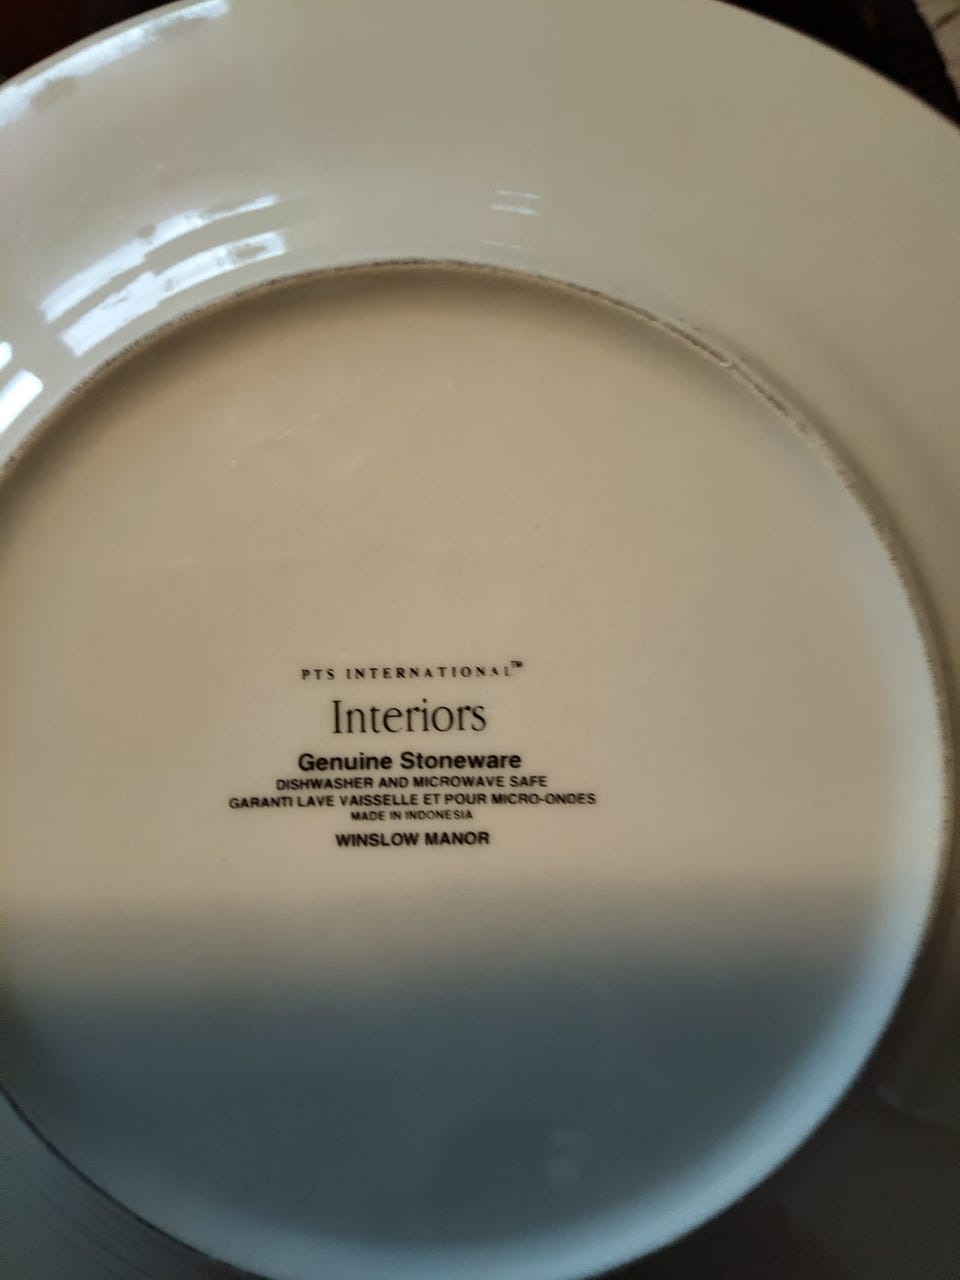 PTS INTERNATIONAL™
Interiors
Genuine Stoneware
DISHWASHER AND MICROWAVE SAFE
GARANTI LAVE VAISSELLE ET POUR MICRO-ONDES
MADE IN INDONESIA
WINSLOW MANOR